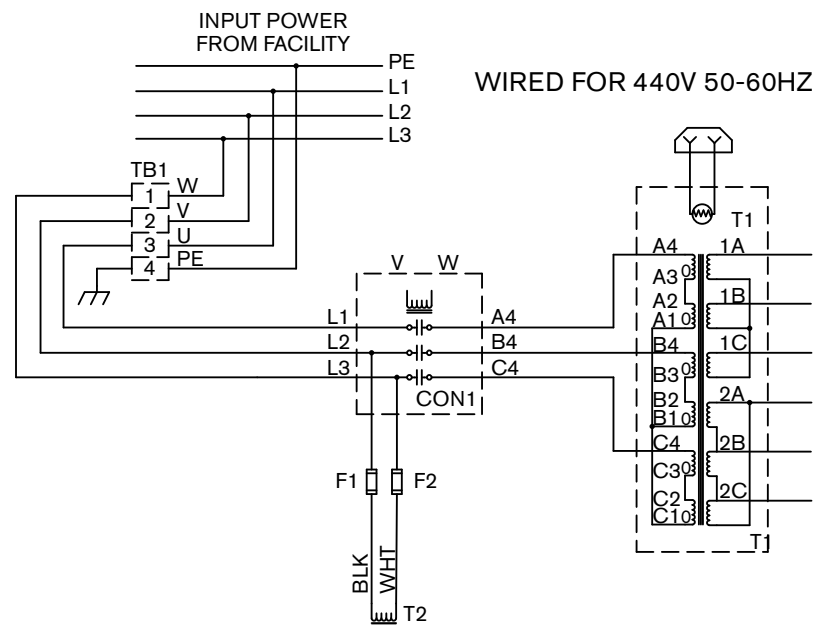 INPUT POWER
FROM FACILITY
PE
L1
L2
L3
WIRED FOR 440V 50-60HZ
TB1
1 W
2 V
3 U
4 PE
V W
L1 A4
L2 B4
L3 C4
CON1
F1 F2
BLK WHT
T2
T1
A4 1A
A3
A2 1B
A1
B4 1C
B3
B2 2A
B1
C4 2B
C3
C2 2C
C1
T1